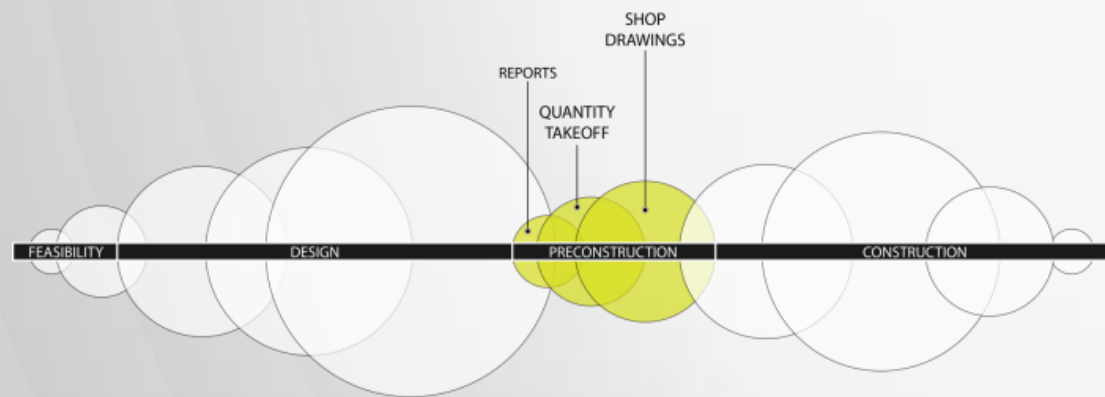 SHOP
DRAWINGS
REPORTS
QUANTITY
TAKEOFF
FEASIBILITY
DESIGN
PRECONSTRUCTION
CONSTRUCTION